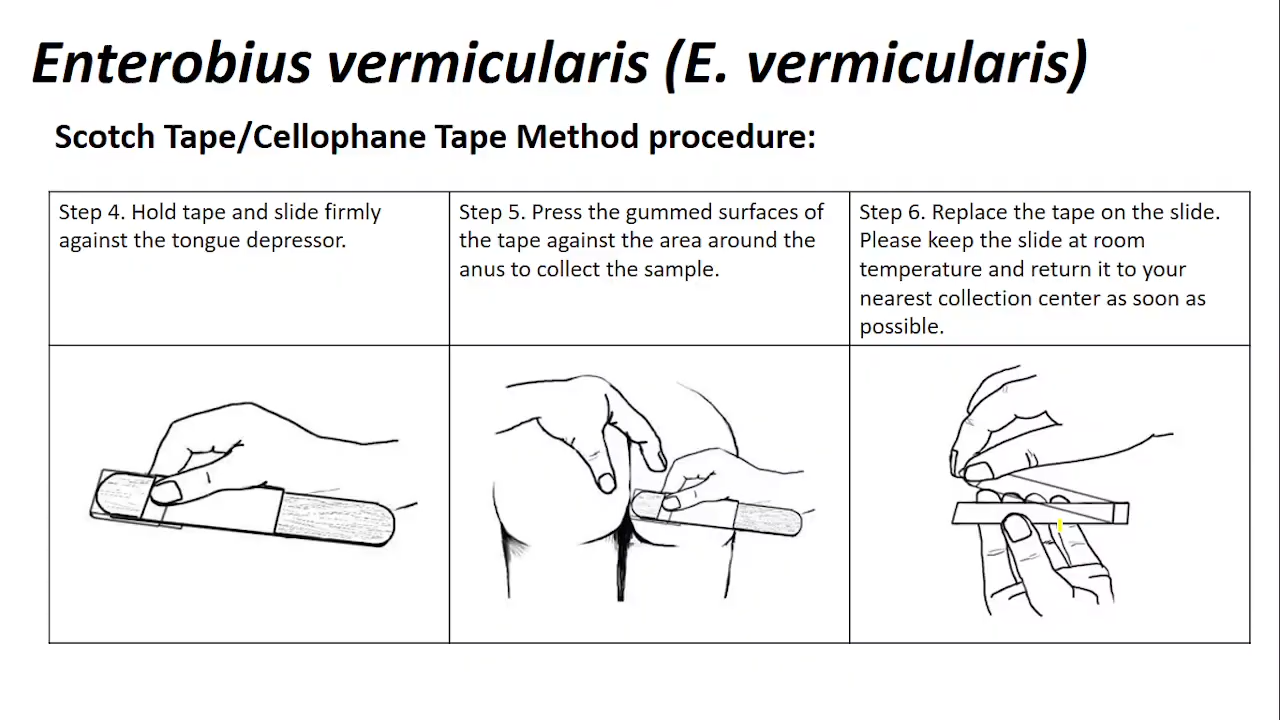 Enterobius vermicularis (E. vermicularis)
Scotch Tape/Cellophane Tape Method procedure:
Step 4. Hold tape and slide firmly
against the tongue depressor.
Step 5. Press the gummed surfaces of
the tape against the area around the
anus to collect the sample.
Step 6. Replace the tape on the slide.
Please keep the slide at room
temperature and return it to your
nearest collection center as soon as
possible.